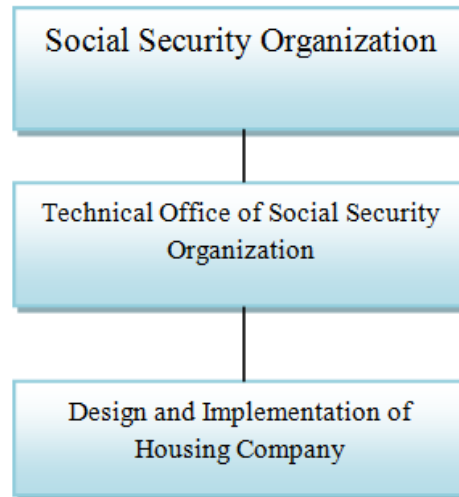 Social Security Organization
Technical Office of Social Security
Organization
Design and Implementation of
Housing Company